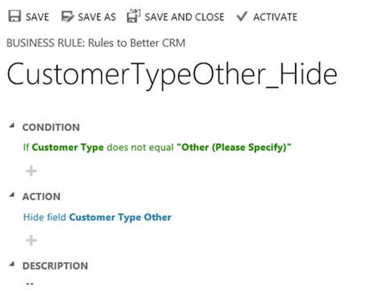 SAVE SAVE AS SAVE AND CLOSE ACTIVATE
BUSINESS RULE: Rules to Better CRM
CustomerTypeOther_Hide
CONDITION
If Customer Type does not equal "Other (Please Specify)"
+
ACTION
Hide field Customer Type Other
+
DESCRIPTION
--